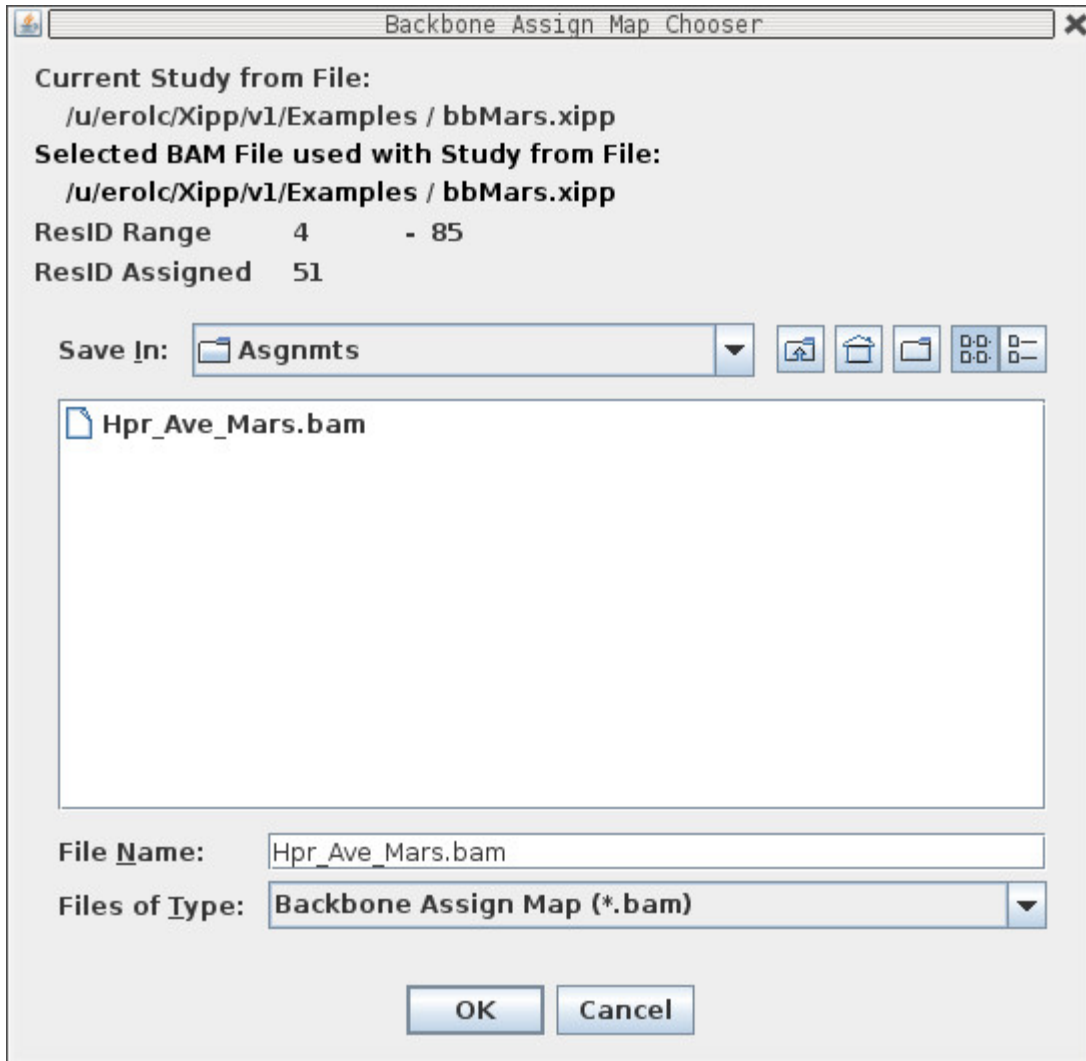 Backbone Assign Map Chooser
Current Study from File:
/u/erolc/Xipp/v1/Examples / bbMars.xipp
Selected BAM File used with Study from File:
/u/erolc/Xipp/v1/Examples / bbMars.xipp
ResID Range 4 - 85
ResID Assigned 51
Save In: Asgnmts
Hpr_Ave_Mars.bam
File Name: Hpr_Ave_Mars.bam
Files of Type: Backbone Assign Map (*.bam)
OK Cancel